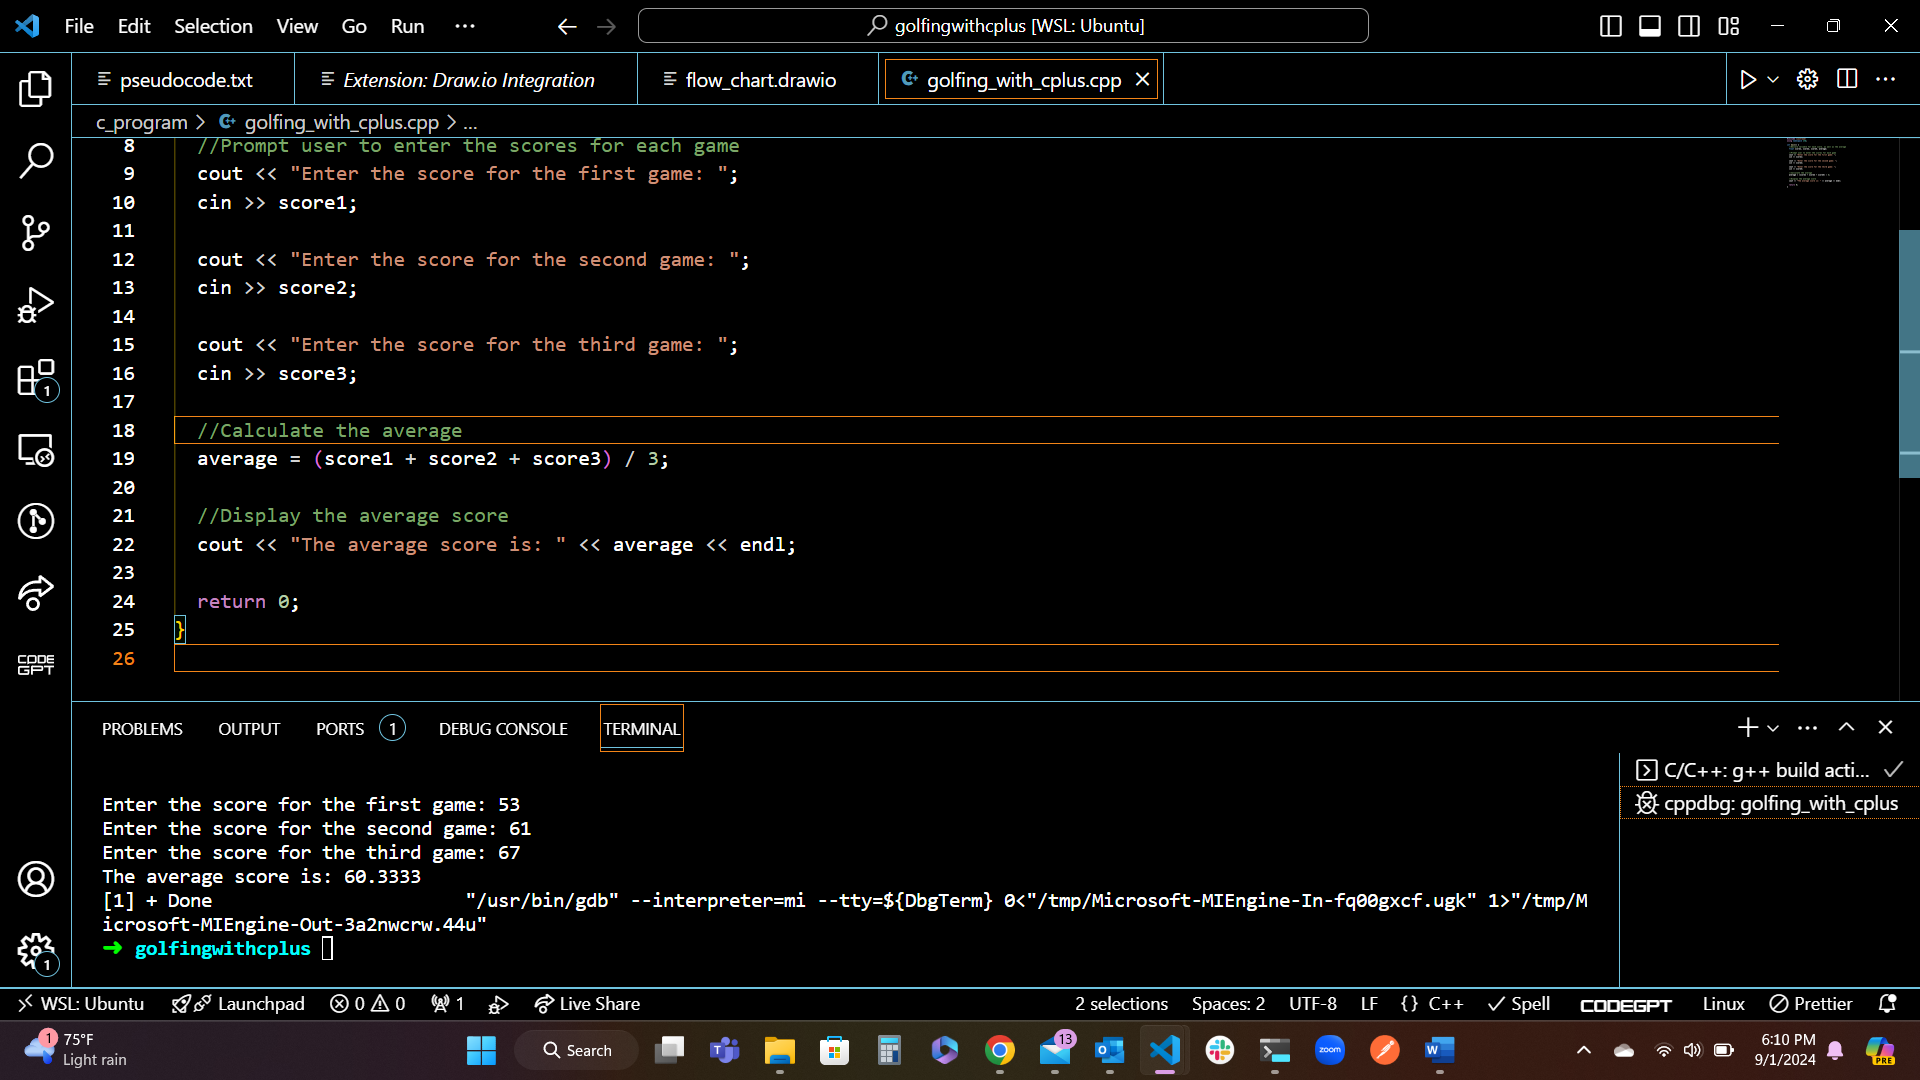 File Edit Selection View Go Run ··· golfingwithcplus [WSL: Ubuntu]
pseudocode.txt Extension: Draw.io Integration flow_chart.drawio golfing_with_cplus.cpp
c_program > golfing_with_cplus.cpp > ...
8 //Prompt user to enter the scores for each game
9 cout << "Enter the score for the first game: ";
10 cin >> score1;
11
12 cout << "Enter the score for the second game: ";
13 cin >> score2;
14
15 cout << "Enter the score for the third game: ";
16 cin >> score3;
17
18 //Calculate the average
19 average = (score1 + score2 + score3) / 3;
20
21 //Display the average score
22 cout << "The average score is: " << average << endl;
23
24 return 0;
25 }
26
1
CODE
GPT
1
PROBLEMS OUTPUT PORTS 1 DEBUG CONSOLE TERMINAL
C/C++: g++ build acti...
cppdbg: golfing_with_cplus
Enter the score for the first game: 53
Enter the score for the second game: 61
Enter the score for the third game: 67
The average score is: 60.3333
[1] + Done "/usr/bin/gdb" --interpreter=mi --tty=${DbgTerm} 0<"/tmp/Microsoft-MIEngine-In-fq00gxcf.ugk" 1>"/tmp/M
icrosoft-MIEngine-Out-3a2nwcrw.44u"
→ golfingwithcplus
WSL: Ubuntu Launchpad 0 0 1 Live Share 2 selections Spaces: 2 UTF-8 LF {} C++ Spell CODEGPT Linux Prettier
1 75°F
Light rain
Search
13
zoom
6:10 PM
9/1/2024
PRE